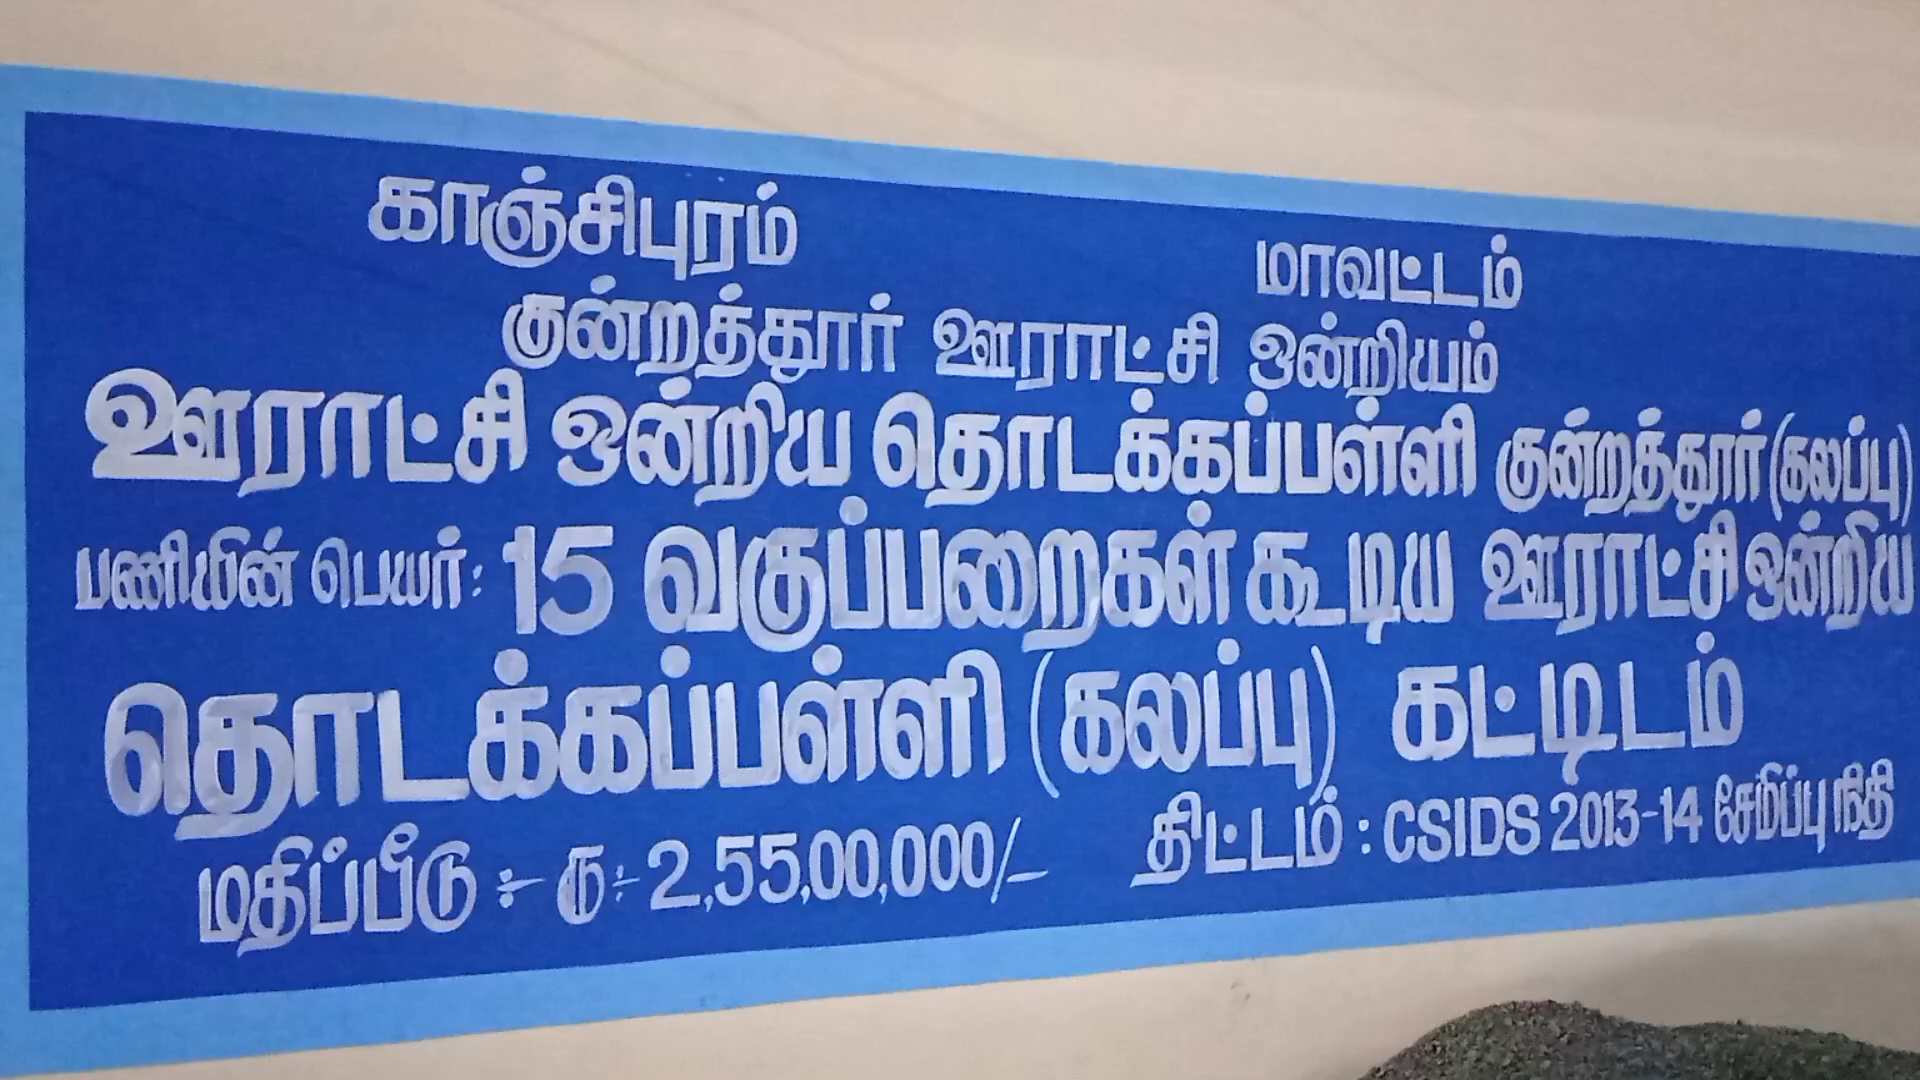 காஞ்சிபுரம் மாவட்டம்
குன்றத்தூர் ஊராட்சி ஒன்றியம்
ஊராட்சி ஒன்றிய தொடக்கப்பள்ளி குன்றத்தூர் (கலப்பு)
பணியின் பெயர்: 15 வகுப்பறைகள் கூடிய ஊராட்சி ஒன்றிய
தொடக்கப்பள்ளி (கலப்பு) கட்டிடம்
மதிப்பீடு :- ரூ:- 2,55,00,000/- திட்டம் : CSIDS 2013-14 சேமிப்பு நிதி